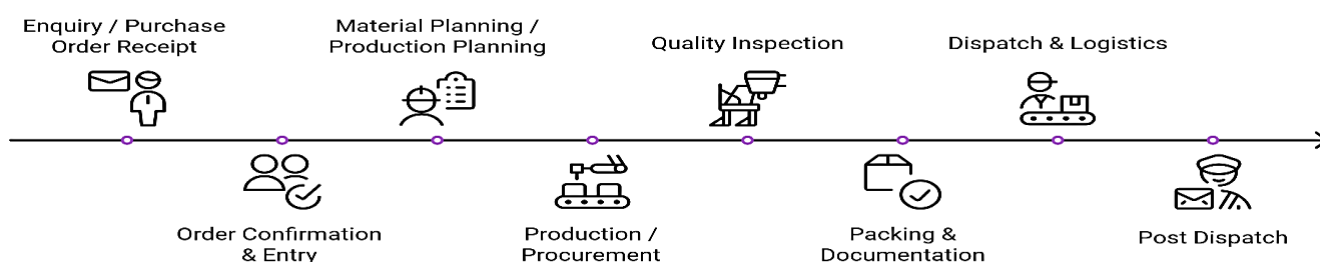 Enquiry / Purchase
Order Receipt
Order Confirmation
& Entry
Material Planning /
Production Planning
Production /
Procurement
Quality Inspection
Packing &
Documentation
Dispatch & Logistics
Post Dispatch